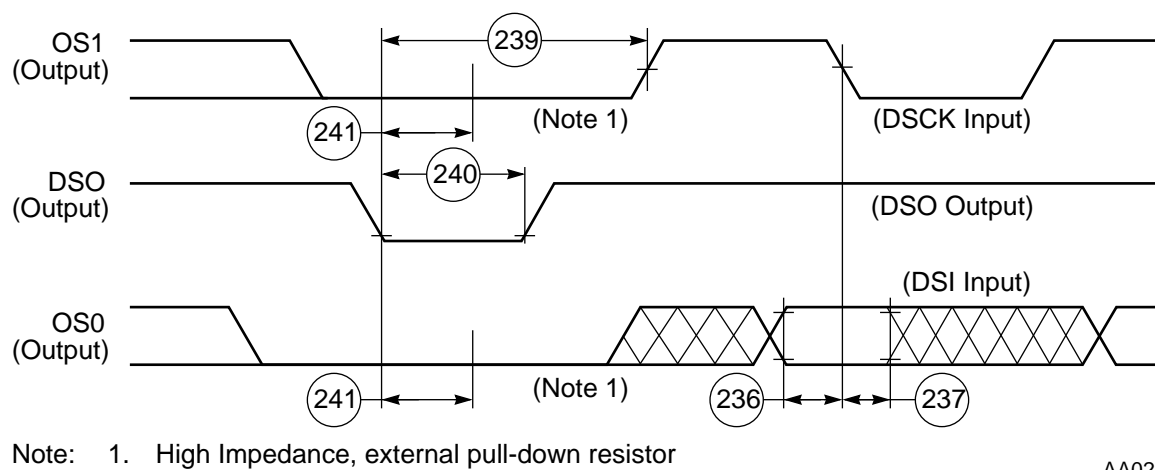 OS1
(Output)
239
241
(Note 1)
(DSCK Input)
DSO
(Output)
240
(DSO Output)
(DSI Input)
OS0
(Output)
241
(Note 1)
236
237
Note: 1. High Impedance, external pull-down resistor
AA02